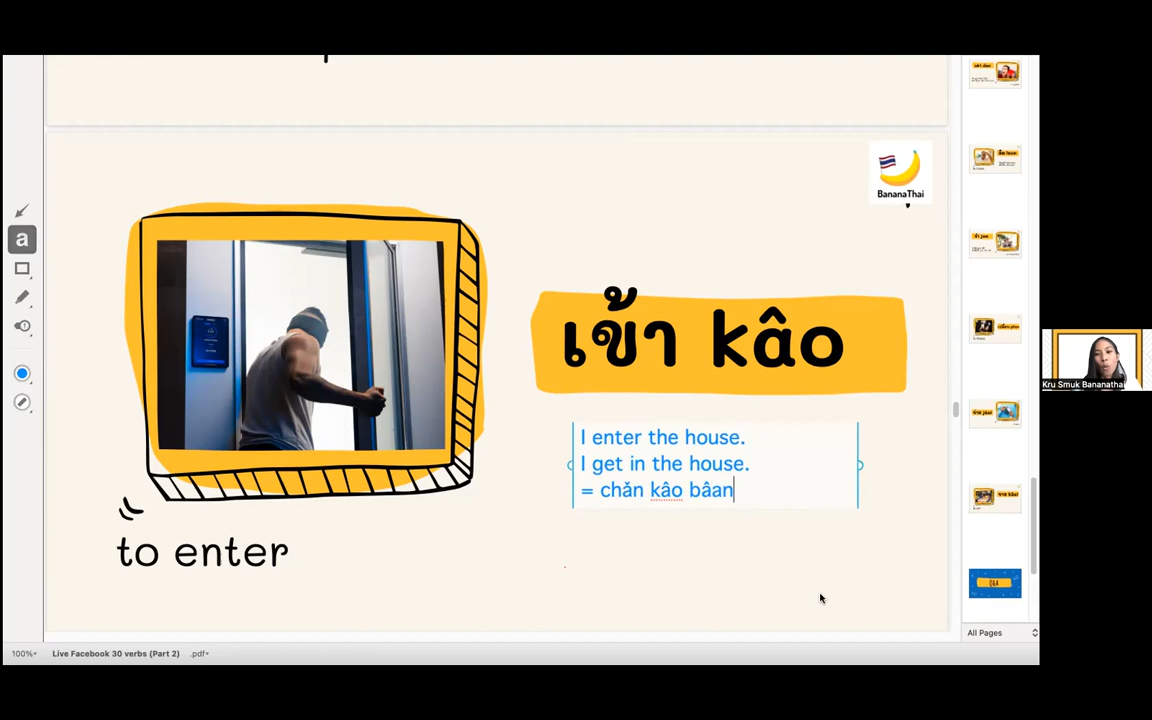 BananaThai
เข้า kâo
I enter the house.
I get in the house.
= chǎn kâo bâan
to enter
a
Q&A
All Pages
Kru Smuk Bananathai
100%
Live Facebook 30 verbs (Part 2)
.pdf